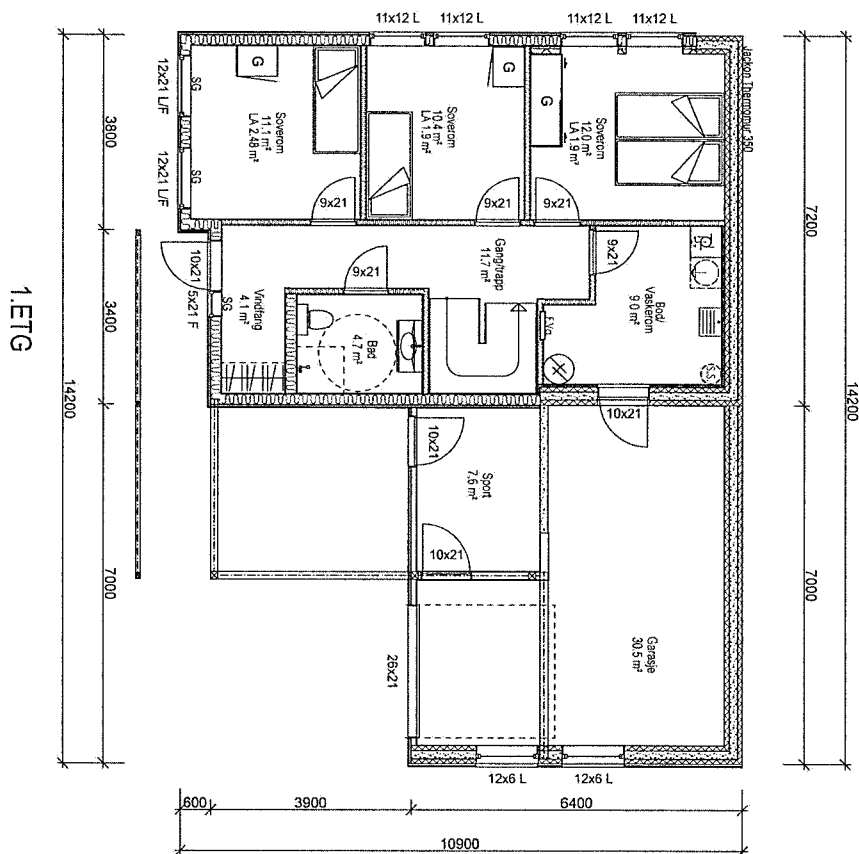 11x12 L
11x12 L
11x12 L
11x12 L
Jackon Thermomur 350
14200
3800
3400
7000
7200
7000
14200
12x21 L/F
12x21 L/F
SG
SG
G
Soverom
11.1 m²
LA 2.48 m²
G
Soverom
10.4 m²
LA 1.9 m²
G
Soverom
12.0 m²
LA 1.9 m²
9x21
9x21
9x21
9x21
9x21
10x21
5x21 F
SG
Vindfang
4.1 m²
Gang/trapp
11.7 m²
Bod/
Vaskerom
9.0 m²
Bad
4.7 m²
F.Vg.
S.S
10x21
10x21
Sport
7,6 m²
10x21
Garasje
30.5 m²
26x21
12x6 L
12x6 L
600
3900
6400
10900
1.ETG